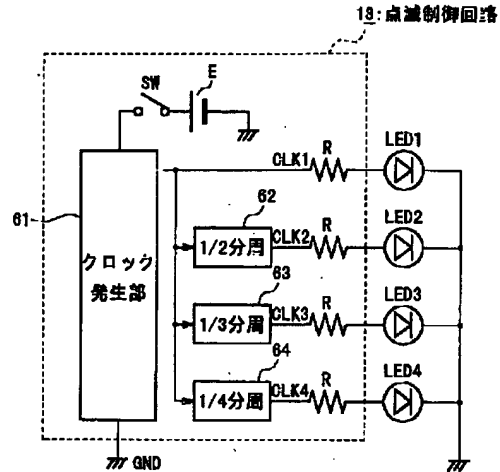 18:点滅制御回路
SW
E
CLK1
R
LED1
61
クロック
発生部
62
1/2分周
CLK2
R
LED2
63
1/3分周
CLK3
R
LED3
64
1/4分周
CLK4
R
LED4
GND